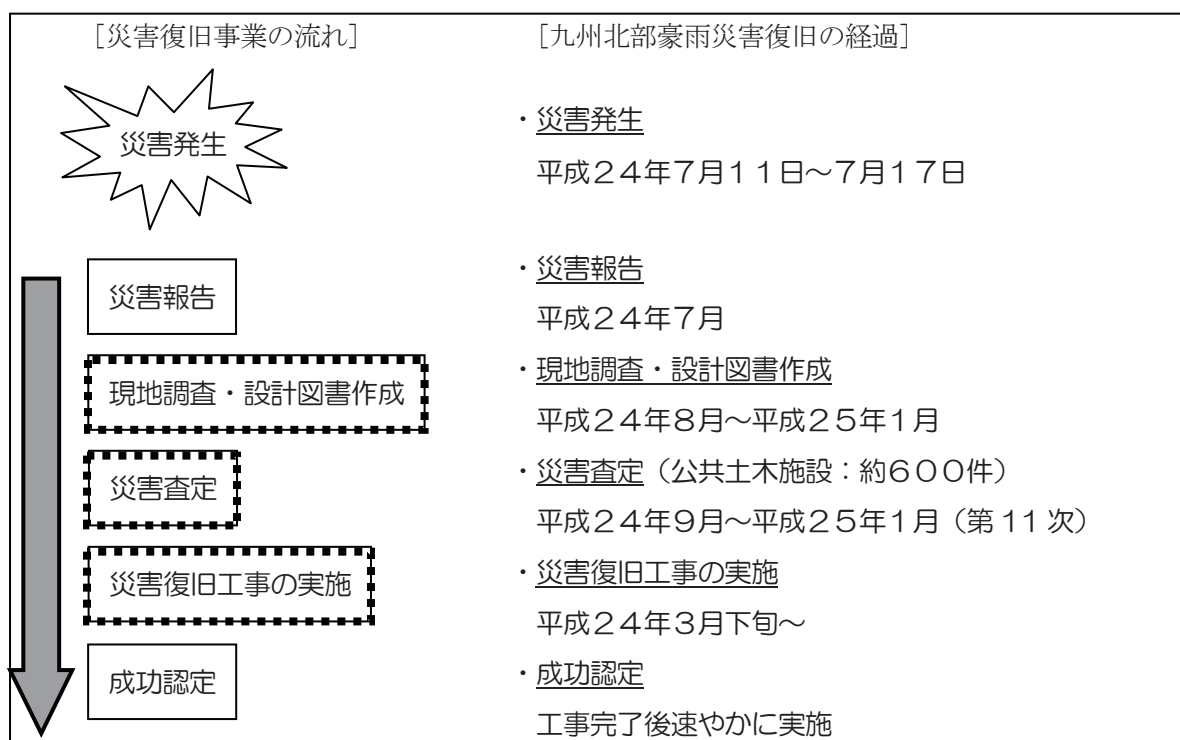 [災害復旧事業の流れ]
[九州北部豪雨災害復旧の経過]
災害発生
・災害発生
平成24年7月11日～7月17日
災害報告
・災害報告
平成24年7月
現地調査・設計図書作成
・現地調査・設計図書作成
平成24年8月～平成25年1月
災害査定
・災害査定（公共土木施設：約600件）
平成24年9月～平成25年1月（第11次）
災害復旧工事の実施
・災害復旧工事の実施
平成24年3月下旬～
成功認定
・成功認定
工事完了後速やかに実施